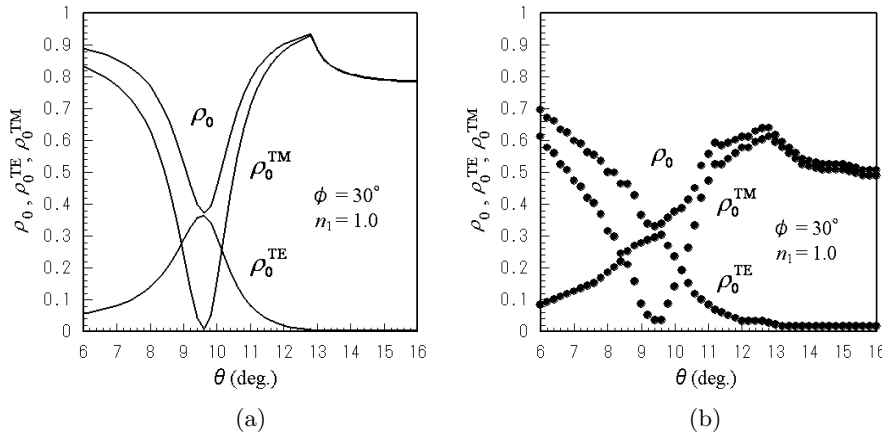 ρ₀ , ρ₀ᵀᴱ , ρ₀ᵀᴹ
1
0.9
0.8
0.7
0.6
0.5
0.4
0.3
0.2
0.1
0
ρ₀
ρ₀ᵀᴹ
ϕ = 30°
n₁ = 1.0
ρ₀ᵀᴱ
6 7 8 9 10 11 12 13 14 15 16
θ (deg.)
(a)
ρ₀ , ρ₀ᵀᴱ , ρ₀ᵀᴹ
1
0.9
0.8
0.7
0.6
0.5
0.4
0.3
0.2
0.1
0
ρ₀
ρ₀ᵀᴹ
ϕ = 30°
n₁ = 1.0
ρ₀ᵀᴱ
6 7 8 9 10 11 12 13 14 15 16
θ (deg.)
(b)